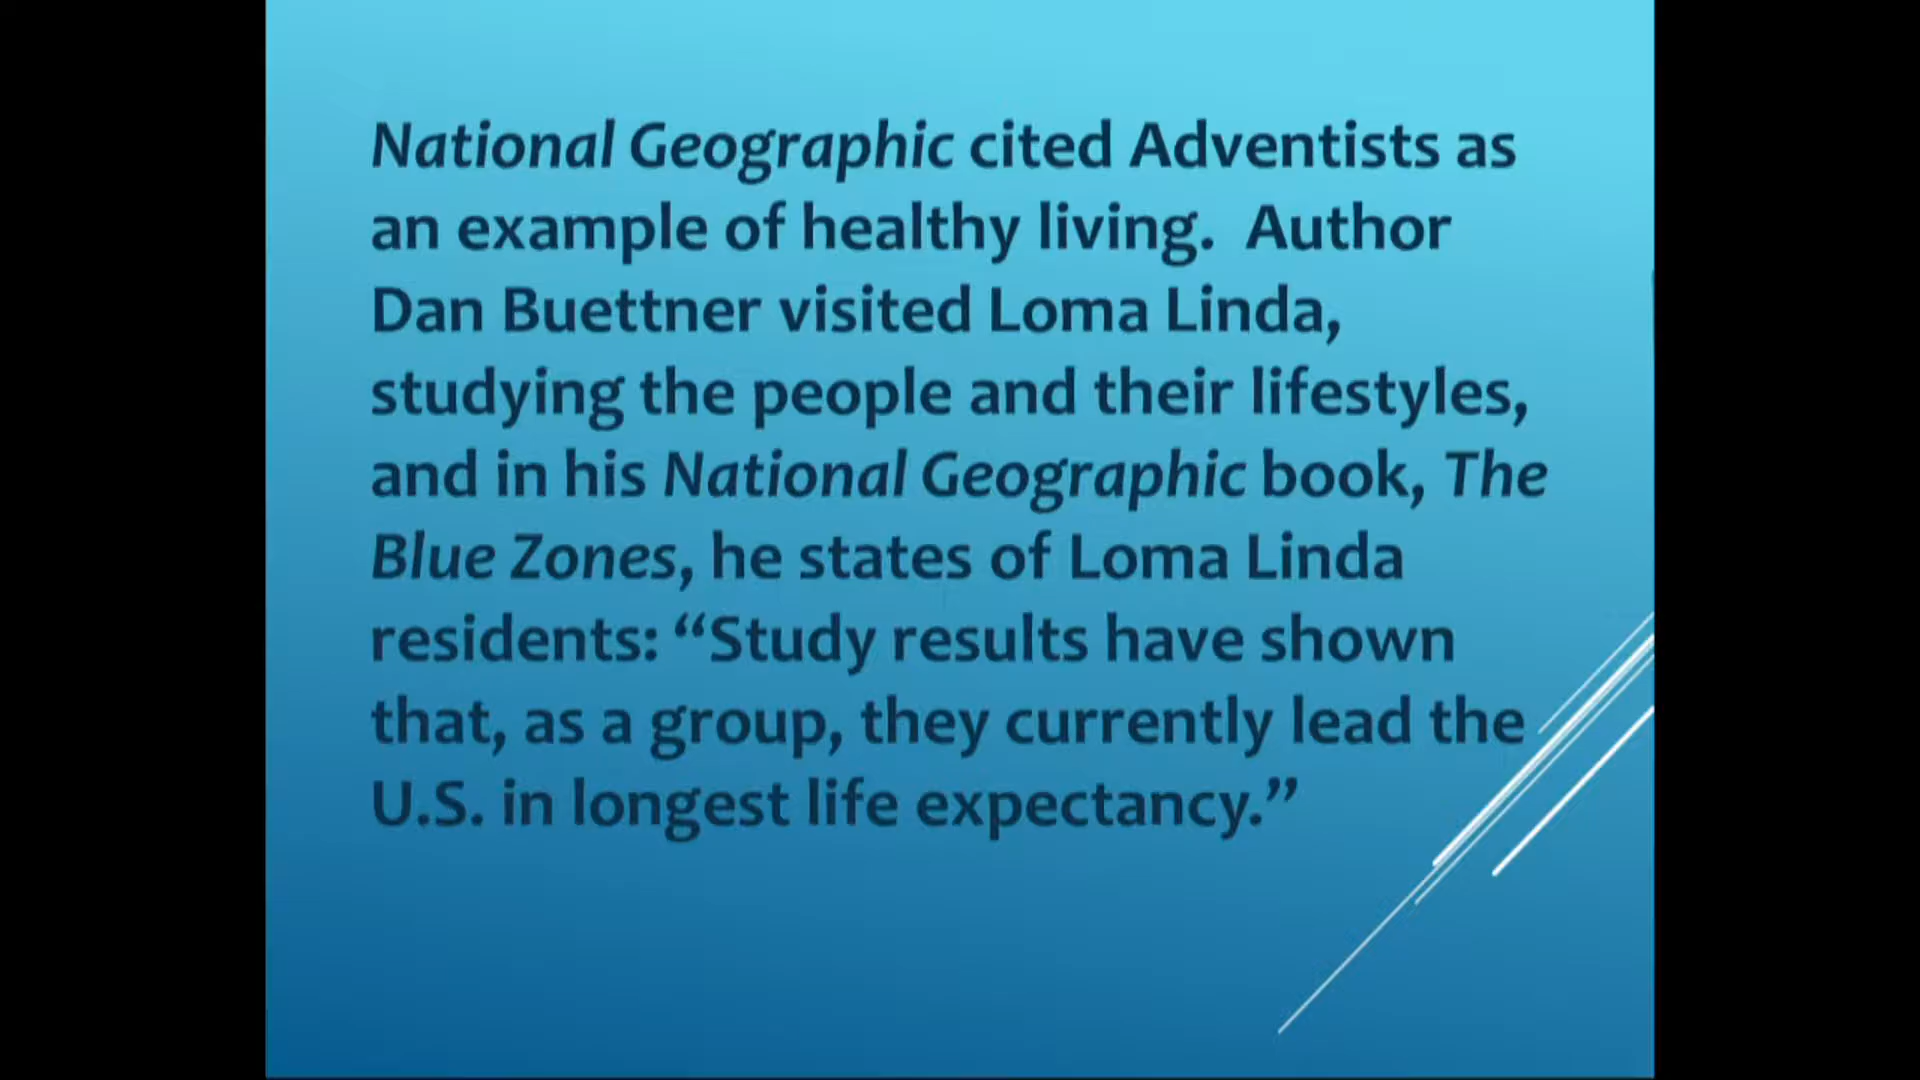 National Geographic cited Adventists as
an example of healthy living.  Author
Dan Buettner visited Loma Linda,
studying the people and their lifestyles,
and in his National Geographic book, The
Blue Zones, he states of Loma Linda
residents: “Study results have shown
that, as a group, they currently lead the
U.S. in longest life expectancy.”